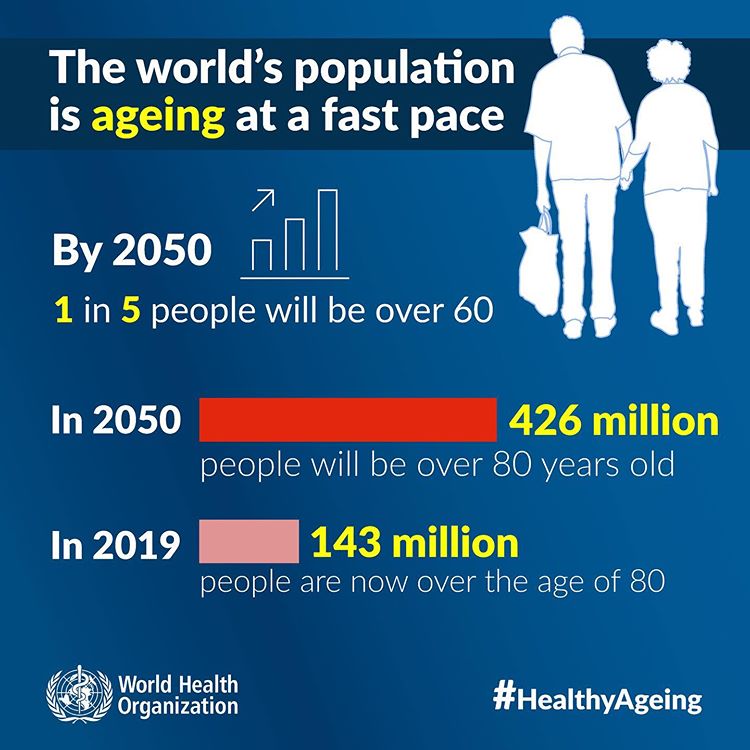 The world's population
is ageing at a fast pace
By 2050
1 in 5 people will be over 60
In 2050
426 million
people will be over 80 years old
In 2019
143 million
people are now over the age of 80
World Health
Organization
#HealthyAgeing